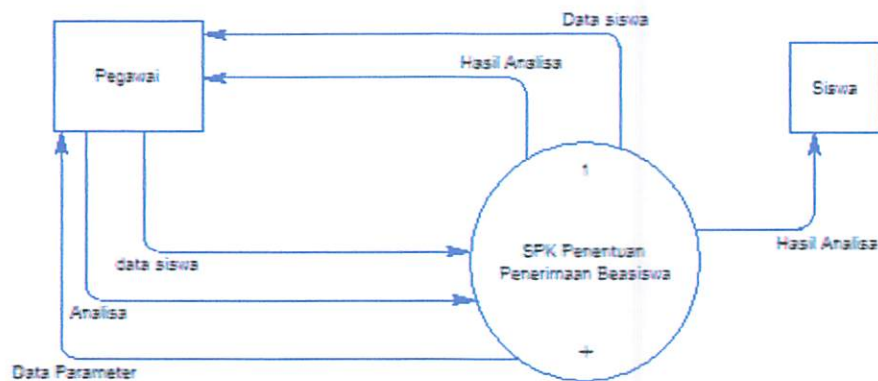 Data siswa
Hasil Analisa
Pegawai
Siswa
1
SPK Penentuan
Penerimaan Beasiswa
Hasil Analisa
data siswa
Analisa
+
Data Parameter